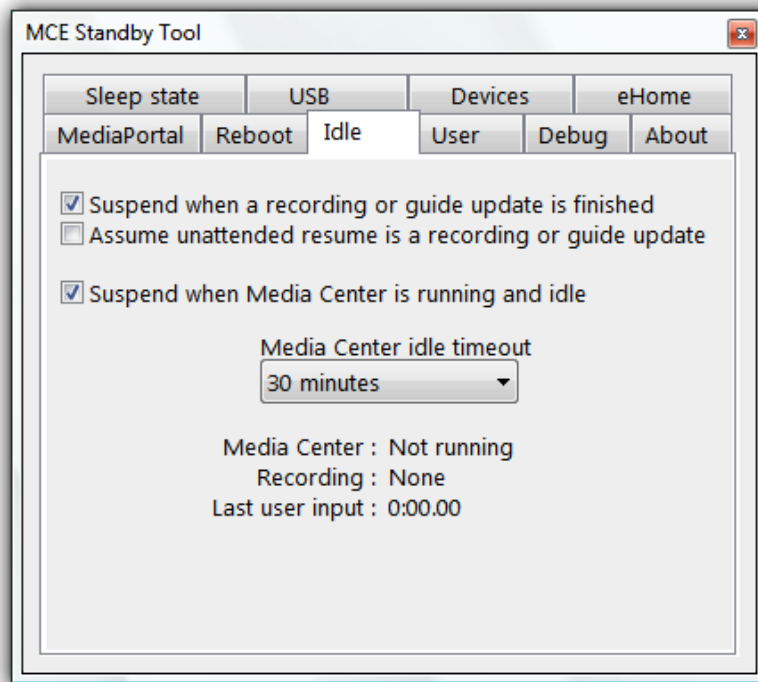 MCE Standby Tool
Sleep state USB Devices eHome
MediaPortal Reboot Idle User Debug About
Suspend when a recording or guide update is finished
Assume unattended resume is a recording or guide update
Suspend when Media Center is running and idle
Media Center idle timeout
30 minutes
Media Center : Not running
Recording : None
Last user input : 0:00.00